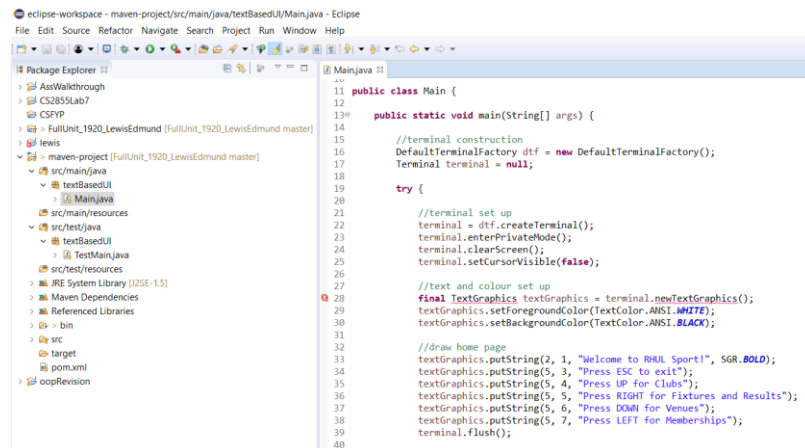 eclipse-workspace - maven-project/src/main/java/textBasedUI/Main.java - Eclipse
File Edit Source Refactor Navigate Search Project Run Window Help
Package Explorer
AssWalkthrough
CS2855Lab7
CSFYP
> FullUnit_1920_LewisEdmund [FullUnit_1920_LewisEdmund master]
lewis
> maven-project [FullUnit_1920_LewisEdmund master]
src/main/java
textBasedUI
Main.java
src/main/resources
src/test/java
textBasedUI
TestMain.java
src/test/resources
JRE System Library [J2SE-1.5]
Maven Dependencies
Referenced Libraries
> bin
src
target
pom.xml
oopRevision
Main.java
11 public class Main {
12
13 public static void main(String[] args) {
14
15 //terminal construction
16 DefaultTerminalFactory dtf = new DefaultTerminalFactory();
17 Terminal terminal = null;
18
19 try {
20
21 //terminal set up
22 terminal = dtf.createTerminal();
23 terminal.enterPrivateMode();
24 terminal.clearScreen();
25 terminal.setCursorVisible(false);
26
27 //text and colour set up
28 final TextGraphics textGraphics = terminal.newTextGraphics();
29 textGraphics.setForegroundColor(TextColor.ANSI.WHITE);
30 textGraphics.setBackgroundColor(TextColor.ANSI.BLACK);
31
32 //draw home page
33 textGraphics.putString(2, 1, "Welcome to RHUL Sport!", SGR.BOLD);
34 textGraphics.putString(5, 3, "Press ESC to exit");
35 textGraphics.putString(5, 4, "Press UP for Clubs");
36 textGraphics.putString(5, 5, "Press RIGHT for Fixtures and Results");
37 textGraphics.putString(5, 6, "Press DOWN for Venues");
38 textGraphics.putString(5, 7, "Press LEFT for Memberships");
39 terminal.flush();
40